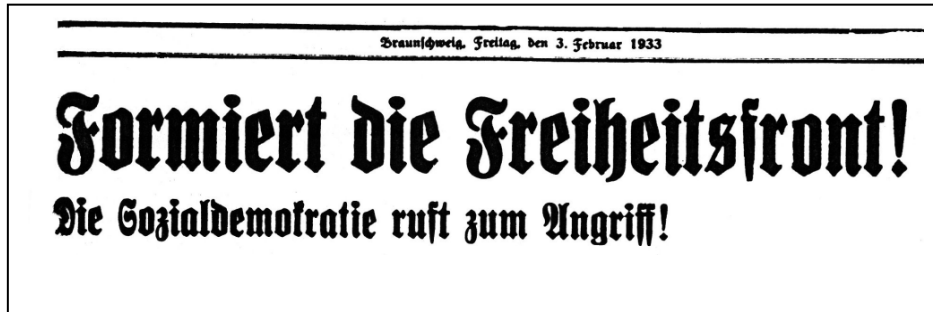 Braunschweig, Freitag, den 3. Februar 1933
Formiert die Freiheitsfront!
Die Sozialdemokratie ruft zum Angriff!